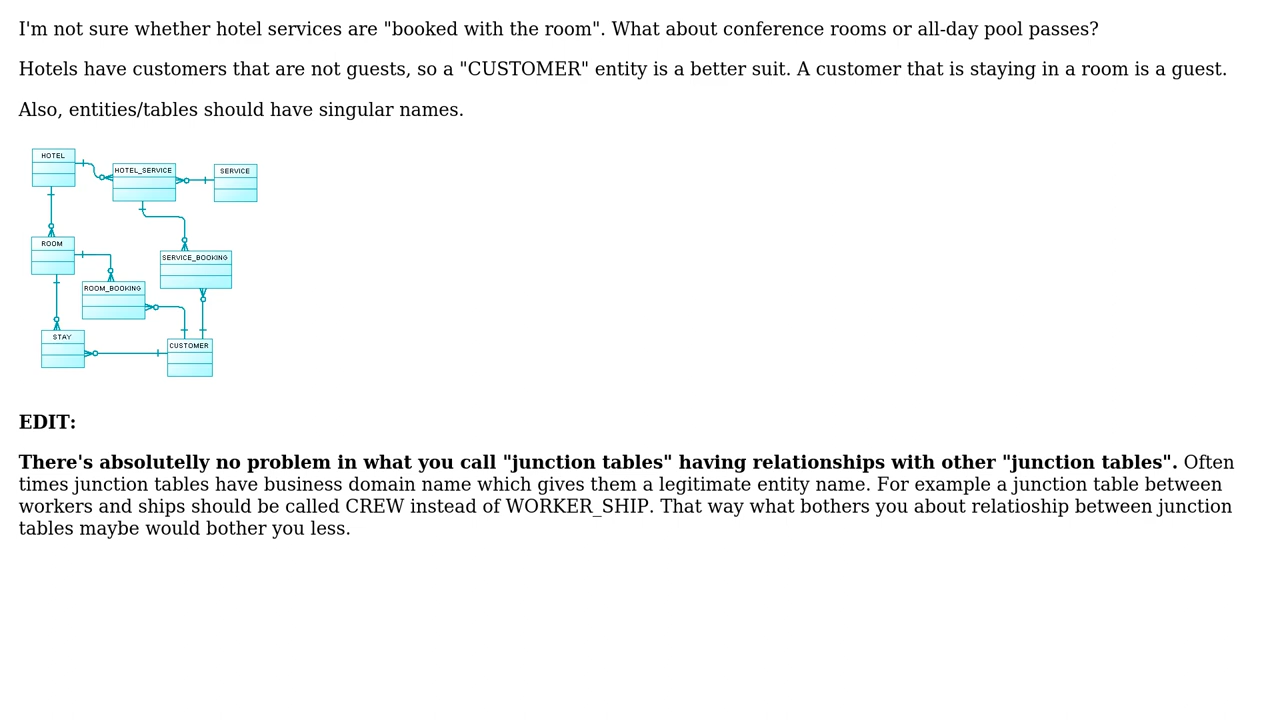 I'm not sure whether hotel services are "booked with the room". What about conference rooms or all-day pool passes?
Hotels have customers that are not guests, so a "CUSTOMER" entity is a better suit. A customer that is staying in a room is a guest.
Also, entities/tables should have singular names.
HOTEL
HOTEL_SERVICE
SERVICE
ROOM
SERVICE_BOOKING
ROOM_BOOKING
STAY
CUSTOMER
EDIT:
There's absolutelly no problem in what you call "junction tables" having relationships with other "junction tables". Often
times junction tables have business domain name which gives them a legitimate entity name. For example a junction table between
workers and ships should be called CREW instead of WORKER_SHIP. That way what bothers you about relatioship between junction
tables maybe would bother you less.